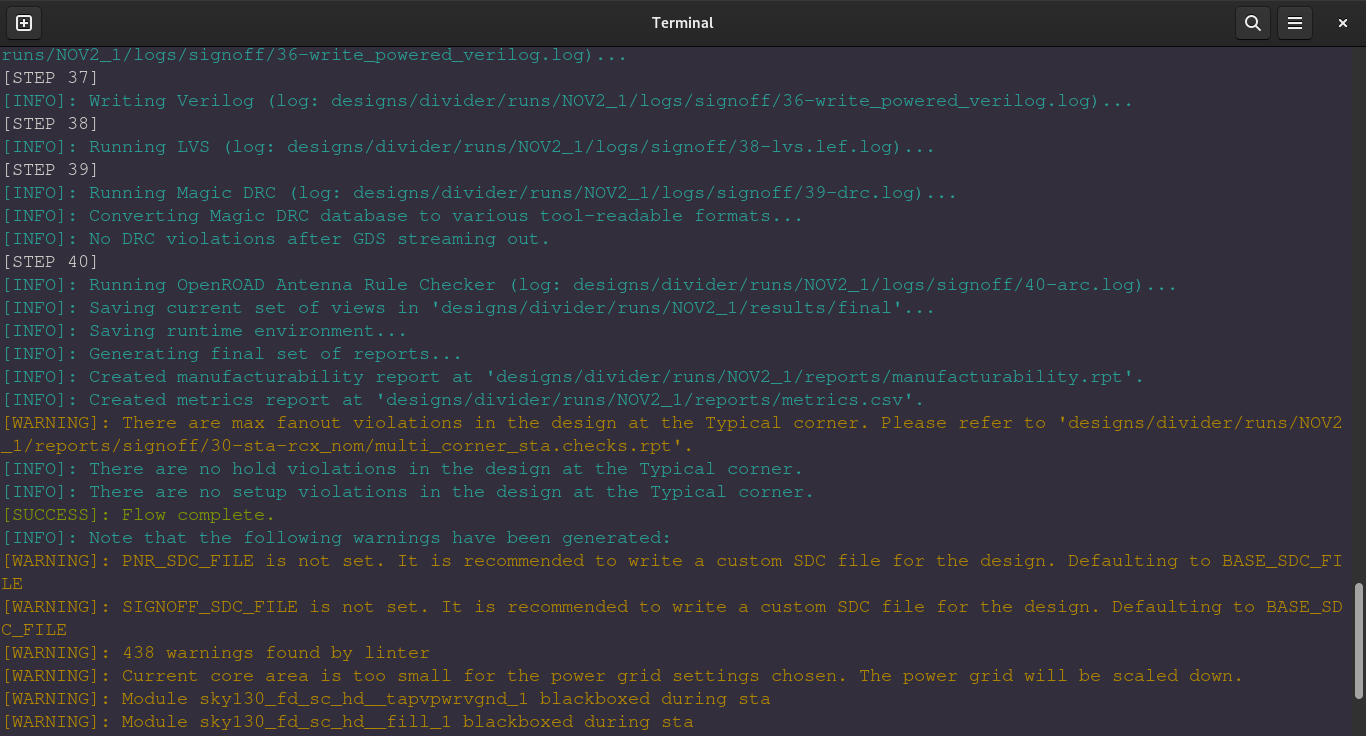 Terminal
runs/NOV2_1/logs/signoff/36-write_powered_verilog.log)...
[STEP 37]
[INFO]: Writing Verilog (log: designs/divider/runs/NOV2_1/logs/signoff/36-write_powered_verilog.log)...
[STEP 38]
[INFO]: Running LVS (log: designs/divider/runs/NOV2_1/logs/signoff/38-lvs.lef.log)...
[STEP 39]
[INFO]: Running Magic DRC (log: designs/divider/runs/NOV2_1/logs/signoff/39-drc.log)...
[INFO]: Converting Magic DRC database to various tool-readable formats...
[INFO]: No DRC violations after GDS streaming out.
[STEP 40]
[INFO]: Running OpenROAD Antenna Rule Checker (log: designs/divider/runs/NOV2_1/logs/signoff/40-arc.log)...
[INFO]: Saving current set of views in 'designs/divider/runs/NOV2_1/results/final'...
[INFO]: Saving runtime environment...
[INFO]: Generating final set of reports...
[INFO]: Created manufacturability report at 'designs/divider/runs/NOV2_1/reports/manufacturability.rpt'.
[INFO]: Created metrics report at 'designs/divider/runs/NOV2_1/reports/metrics.csv'.
[WARNING]: There are max fanout violations in the design at the Typical corner. Please refer to 'designs/divider/runs/NOV2
_1/reports/signoff/30-sta-rcx_nom/multi_corner_sta.checks.rpt'.
[INFO]: There are no hold violations in the design at the Typical corner.
[INFO]: There are no setup violations in the design at the Typical corner.
[SUCCESS]: Flow complete.
[INFO]: Note that the following warnings have been generated:
[WARNING]: PNR_SDC_FILE is not set. It is recommended to write a custom SDC file for the design. Defaulting to BASE_SDC_FI
LE
[WARNING]: SIGNOFF_SDC_FILE is not set. It is recommended to write a custom SDC file for the design. Defaulting to BASE_SD
C_FILE
[WARNING]: 438 warnings found by linter
[WARNING]: Current core area is too small for the power grid settings chosen. The power grid will be scaled down.
[WARNING]: Module sky130_fd_sc_hd__tapvpwrvgnd_1 blackboxed during sta
[WARNING]: Module sky130_fd_sc_hd__fill_1 blackboxed during sta